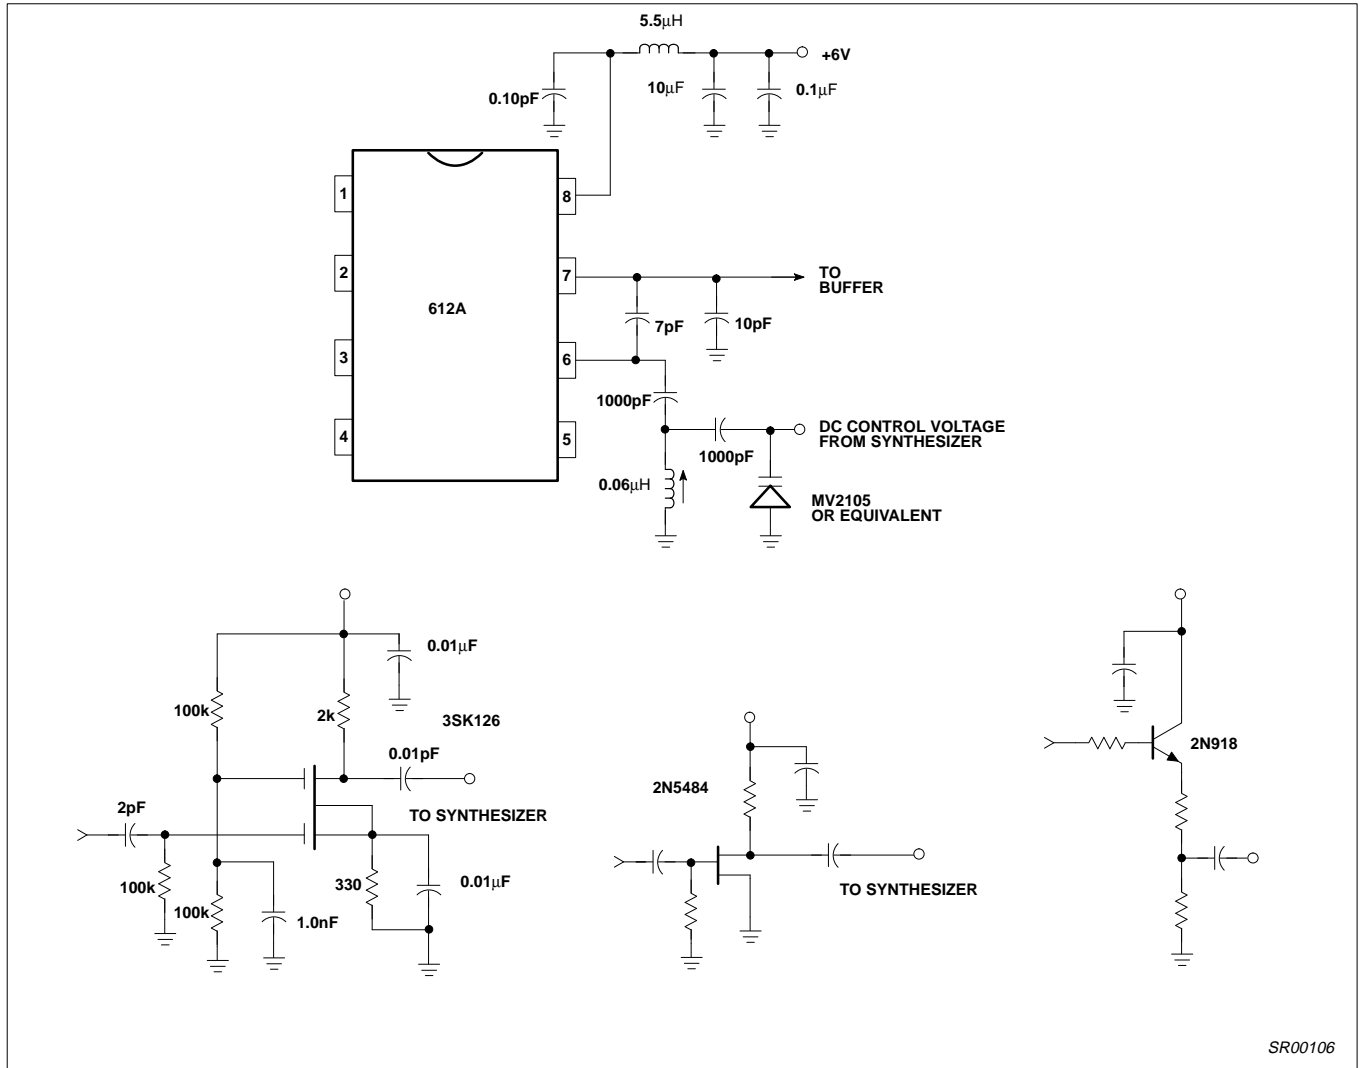 5.5μH
+6V
0.10pF
10μF
0.1μF
1
8
2
7
TO
BUFFER
612A
7pF
10pF
3
6
1000pF
4
5
DC CONTROL VOLTAGE
FROM SYNTHESIZER
1000pF
0.06μH
MV2105
OR EQUIVALENT
0.01μF
100k
2k
3SK126
0.01pF
2pF
TO SYNTHESIZER
100k
330
0.01μF
100k
1.0nF
2N5484
TO SYNTHESIZER
2N918
SR00106